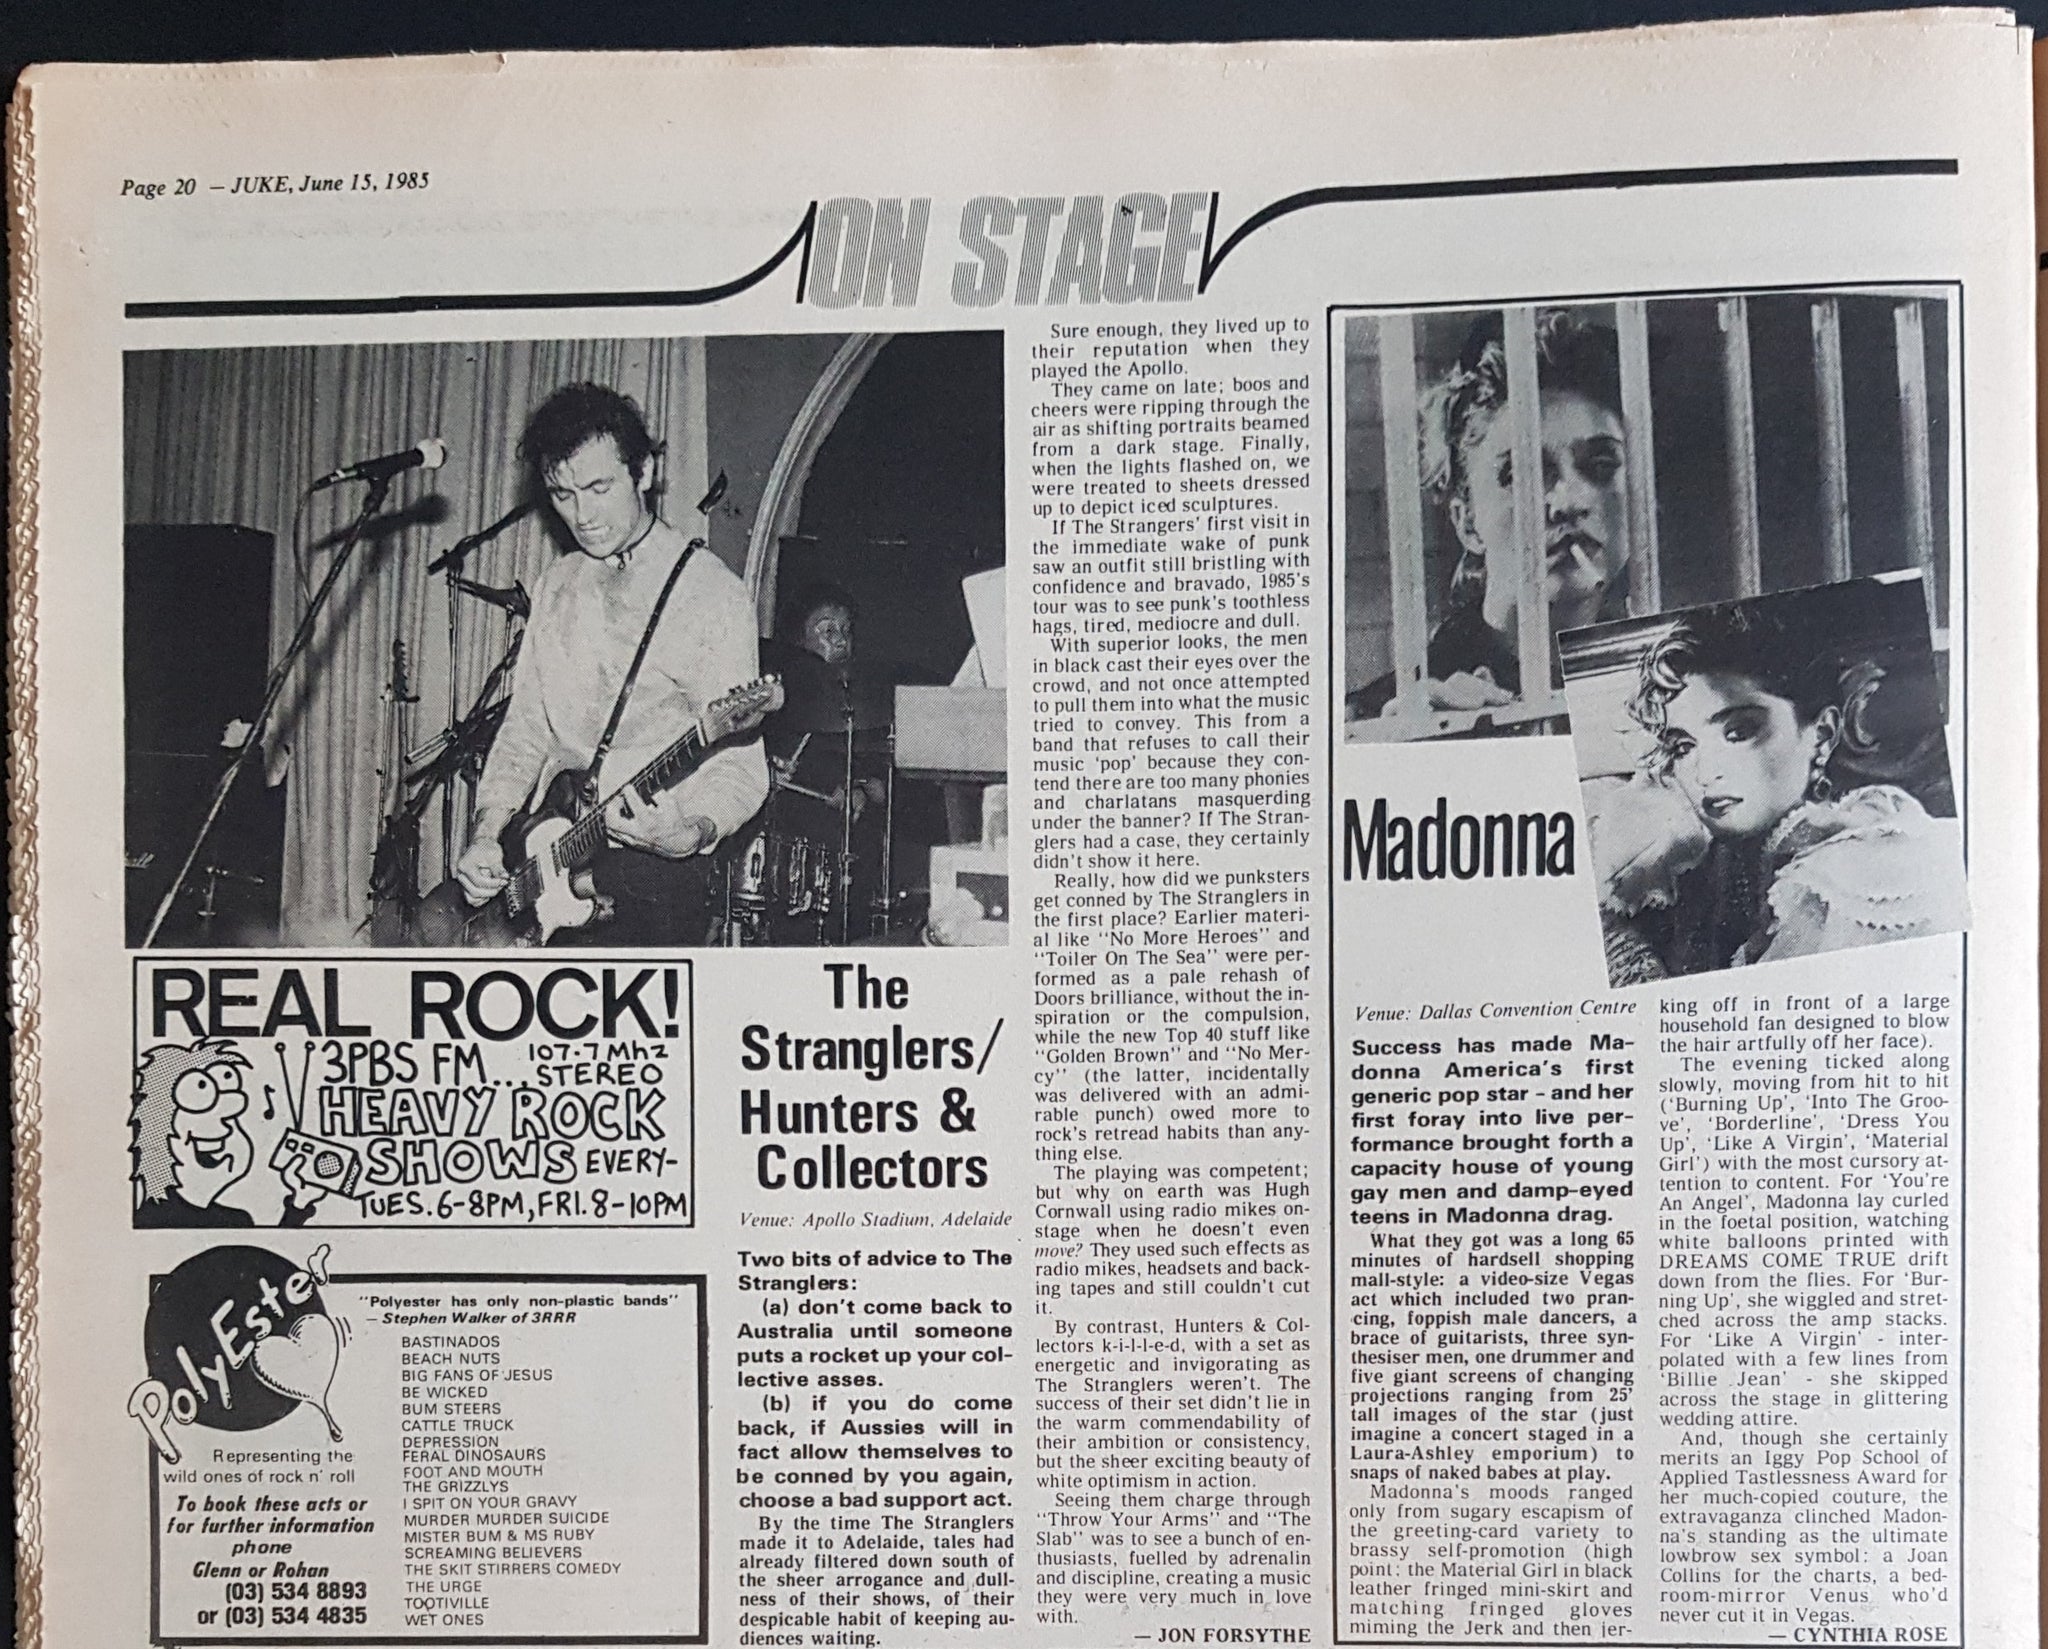 Page 20 — JUKE, June 15, 1985
ON STAGE
REAL ROCK!
3PBS FM... 107.7 Mhz
STEREO
HEAVY ROCK
SHOWS EVERY-
TUES. 6-8PM, FRI. 8-10PM
PolyEster
Representing the
wild ones of rock n' roll
To book these acts or
for further information
phone
Glenn or Rohan
(03) 534 8893
or (03) 534 4835
"Polyester has only non-plastic bands"
— Stephen Walker of 3RRR
BASTINADOS
BEACH NUTS
BIG FANS OF JESUS
BE WICKED
BUM STEERS
CATTLE TRUCK
DEPRESSION
FERAL DINOSAURS
FOOT AND MOUTH
THE GRIZZLYS
I SPIT ON YOUR GRAVY
MURDER MURDER SUICIDE
MISTER BUM & MS RUBY
SCREAMING BELIEVERS
THE SKIT STIRRERS COMEDY
THE URGE
TOOTIVILLE
WET ONES
The
Stranglers/
Hunters &
Collectors
Venue: Apollo Stadium, Adelaide
Two bits of advice to The
Stranglers:
(a) don't come back to
Australia until someone
puts a rocket up your col-
lective asses.
(b) if you do come
back, if Aussies will in
fact allow themselves to
be conned by you again,
choose a bad support act.
By the time The Stranglers
made it to Adelaide, tales had
already filtered down south of
the sheer arrogance and dull-
ness of their shows, of their
despicable habit of keeping au-
diences waiting.
Sure enough, they lived up to
their reputation when they
played the Apollo.
They came on late; boos and
cheers were ripping through the
air as shifting portraits beamed
from a dark stage. Finally,
when the lights flashed on, we
were treated to sheets dressed
up to depict iced sculptures.
If The Strangers' first visit in
the immediate wake of punk
saw an outfit still bristling with
confidence and bravado, 1985's
tour was to see punk's toothless
hags, tired, mediocre and dull.
With superior looks, the men
in black cast their eyes over the
crowd, and not once attempted
to pull them into what the music
tried to convey. This from a
band that refuses to call their
music 'pop' because they con-
tend there are too many phonies
and charlatans masquerding
under the banner? If The Stran-
glers had a case, they certainly
didn't show it here.
Really, how did we punksters
get conned by The Stranglers in
the first place? Earlier materi-
al like "No More Heroes" and
"Toiler On The Sea" were per-
formed as a pale rehash of
Doors brilliance, without the in-
spiration or the compulsion,
while the new Top 40 stuff like
"Golden Brown" and "No Mer-
cy" (the latter, incidentally
was delivered with an admi-
rable punch) owed more to
rock's retread habits than any-
thing else.
The playing was competent;
but why on earth was Hugh
Cornwall using radio mikes on-
stage when he doesn't even
move? They used such effects as
radio mikes, headsets and back-
ing tapes and still couldn't cut
it.
By contrast, Hunters & Col-
lectors k-i-l-l-e-d, with a set as
energetic and invigorating as
The Stranglers weren't. The
success of their set didn't lie in
the warm commendability of
their ambition or consistency,
but the sheer exciting beauty of
white optimism in action.
Seeing them charge through
"Throw Your Arms" and "The
Slab" was to see a bunch of en-
thusiasts, fuelled by adrenalin
and discipline, creating a music
they were very much in love
with.
— JON FORSYTHE
Madonna
Venue: Dallas Convention Centre
Success has made Ma-
donna America's first
generic pop star - and her
first foray into live per-
formance brought forth a
capacity house of young
gay men and damp-eyed
teens in Madonna drag.
What they got was a long 65
minutes of hardsell shopping
mall-style: a video-size Vegas
act which included two pran-
cing, foppish male dancers, a
brace of guitarists, three syn-
thesiser men, one drummer and
five giant screens of changing
projections ranging from 25'
tall images of the star (just
imagine a concert staged in a
Laura-Ashley emporium) to
snaps of naked babes at play.
Madonna's moods ranged
only from sugary escapism of
the greeting-card variety to
brassy self-promotion (high
point: the Material Girl in black
leather fringed mini-skirt and
matching fringed gloves
miming the Jerk and then jer-
king off in front of a large
household fan designed to blow
the hair artfully off her face).
The evening ticked along
slowly, moving from hit to hit
('Burning Up', 'Into The Groo-
ve', 'Borderline', 'Dress You
Up', 'Like A Virgin', 'Material
Girl') with the most cursory at-
tention to content. For 'You're
An Angel', Madonna lay curled
in the foetal position, watching
white balloons printed with
DREAMS COME TRUE drift
down from the flies. For 'Bur-
ning Up', she wiggled and stret-
ched across the amp stacks.
For 'Like A Virgin' - inter-
polated with a few lines from
'Billie Jean' - she skipped
across the stage in glittering
wedding attire.
And, though she certainly
merits an Iggy Pop School of
Applied Tastlessness Award for
her much-copied couture, the
extravaganza clinched Madon-
na's standing as the ultimate
lowbrow sex symbol: a Joan
Collins for the charts, a bed-
room-mirror Venus who'd
never cut it in Vegas.
— CYNTHIA ROSE